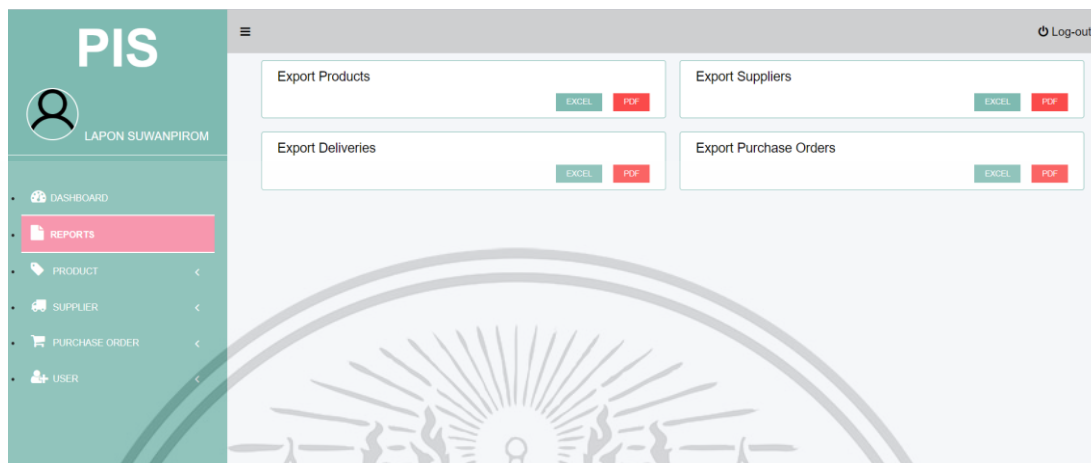 PIS
LAPON SUWANPIROM
DASHBOARD
REPORTS
PRODUCT
SUPPLIER
PURCHASE ORDER
USER
Log-out
Export Products
EXCEL PDF
Export Suppliers
EXCEL PDF
Export Deliveries
EXCEL PDF
Export Purchase Orders
EXCEL PDF